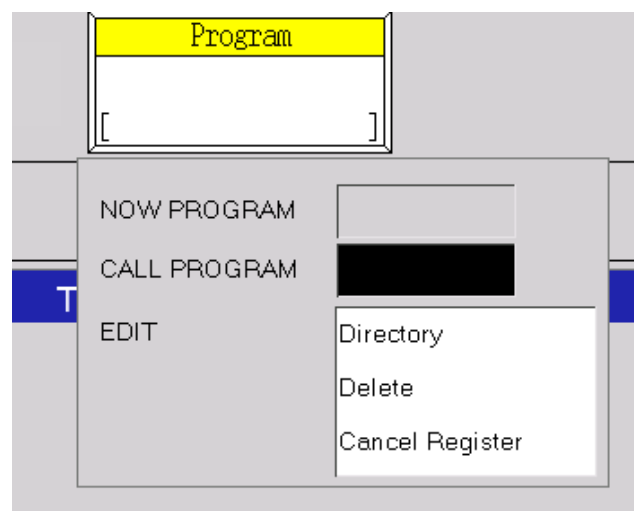 Program
[ ]
NOW PROGRAM
CALL PROGRAM
T
EDIT
Directory
Delete
Cancel Register